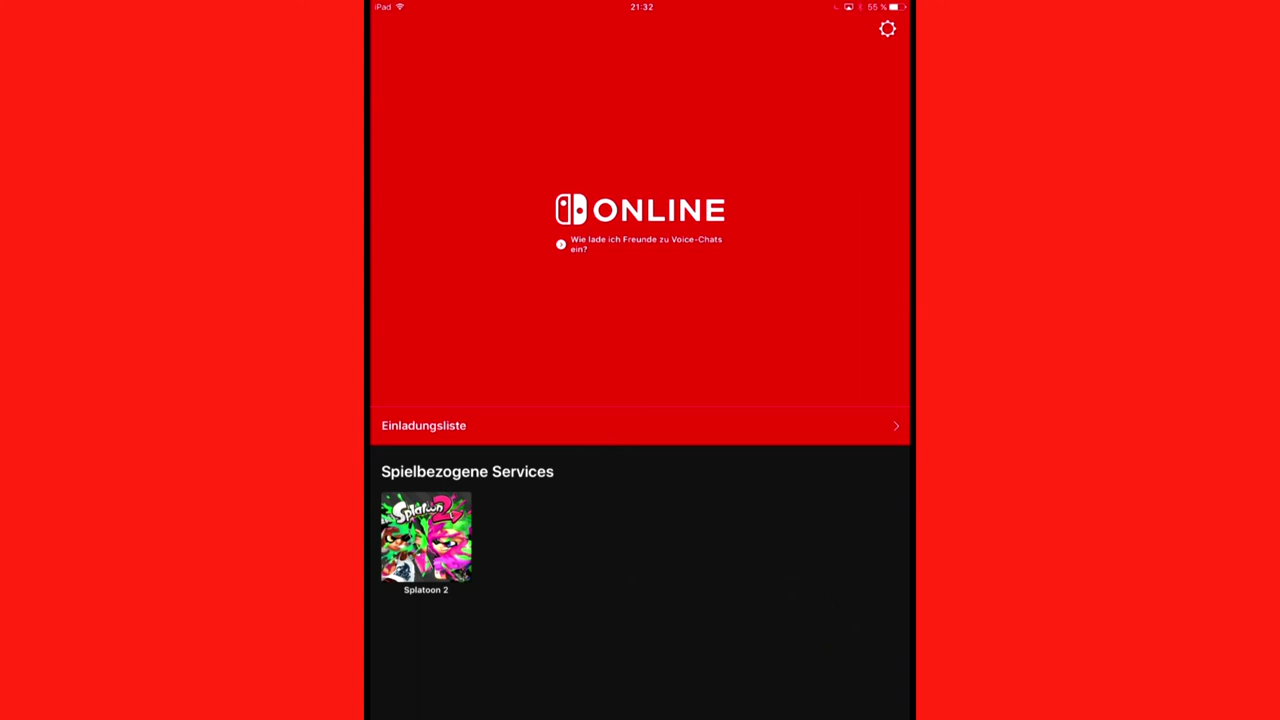 iPad 21:32 55 %
ONLINE
Wie lade ich Freunde zu Voice-Chats
ein?
Einladungsliste
Spielbezogene Services
Splatoon 2
Splatoon 2